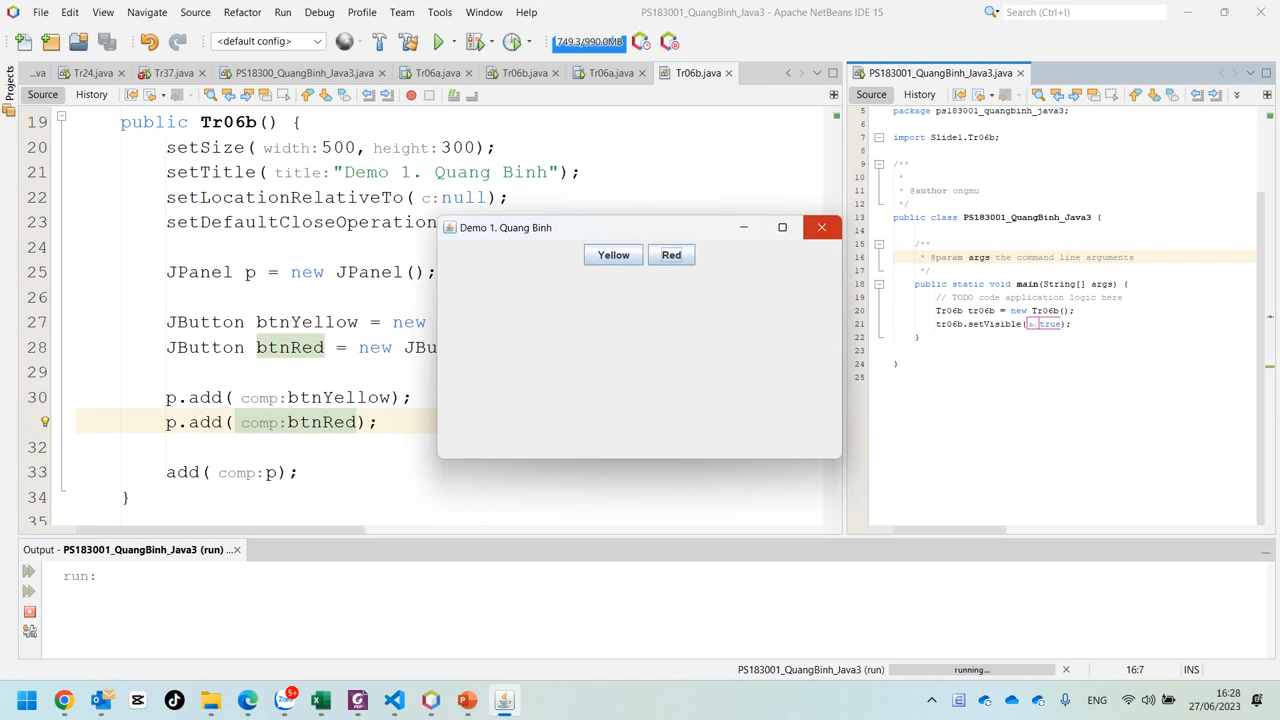 File Edit View Navigate Source Refactor Run Debug Profile Team Tools Window Help
PS183001_QuangBinh_Java3 - Apache NetBeans IDE 15
Search (Ctrl+I)
<default config>
749.3/990.0MB
...va
Tr24.java
Tr37.java
PS18300_QuangBinh_Java3.java
Tr06a.java
Tr06b.java
Tr06a.java
Tr06b.java
PS183001_QuangBinh_Java3.java
Projects
Source History
Source History
19 public Tr06b() {
20 setSize( width: 500, height: 300);
21 setTitle( title: "Demo 1. Quang Binh");
22 setLocationRelativeTo( c: null);
23 setDefaultCloseOperation
24
25 JPanel p = new JPanel();
26
27 JButton btnYellow = new
28 JButton btnRed = new JBu
29
30 p.add( comp: btnYellow);
p.add( comp: btnRed);
32
33 add( comp: p);
34 }
35
Demo 1. Quang Binh
Yellow Red
5 package ps183001_quangbinh_java3;
6
7 import Slide1.Tr06b;
8
9 /**
10 *
11 * @author ongmu
12 */
13 public class PS183001_QuangBinh_Java3 {
14
15 /**
16 * @param args the command line arguments
17 */
18 public static void main(String[] args) {
19 // TODO code application logic here
20 Tr06b tr06b = new Tr06b();
21 tr06b.setVisible( b: true);
22 }
23
24 }
25
Output - PS183001_QuangBinh_Java3 (run) ...
run:
PS183001_QuangBinh_Java3 (run) running... 16:7 INS
5+
ENG
16:28
27/06/2023